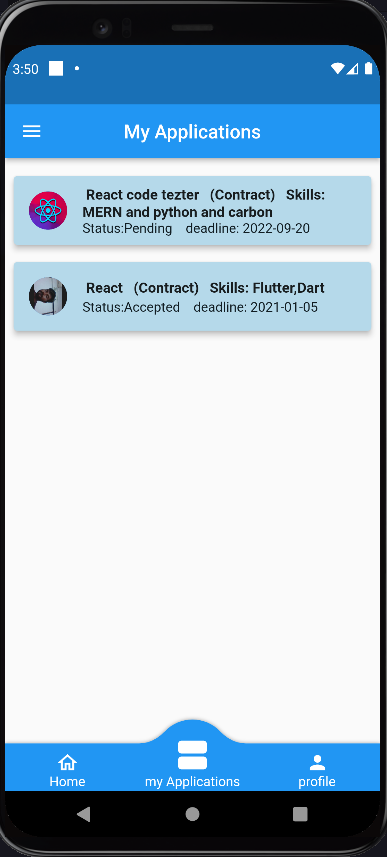 3:50
My Applications
React code tezter (Contract) Skills:
MERN and python and carbon
Status:Pending deadline: 2022-09-20
React (Contract) Skills: Flutter,Dart
Status:Accepted deadline: 2021-01-05
Home my Applications profile